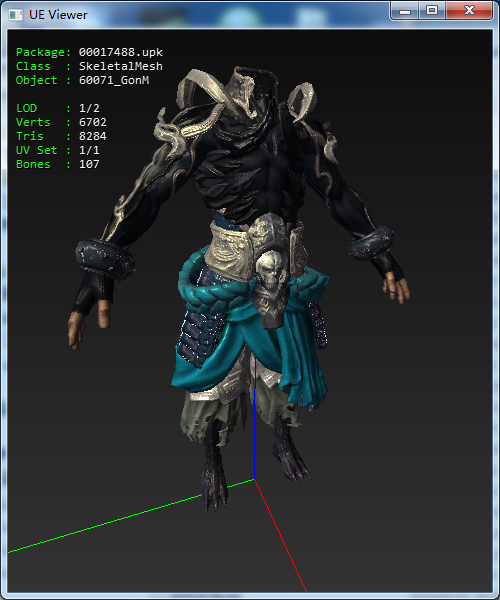 UE Viewer
Package: 00017488.upk
Class : SkeletalMesh
Object : 60071_GonM
LOD : 1/2
Verts : 6702
Tris : 8284
UV Set : 1/1
Bones : 107